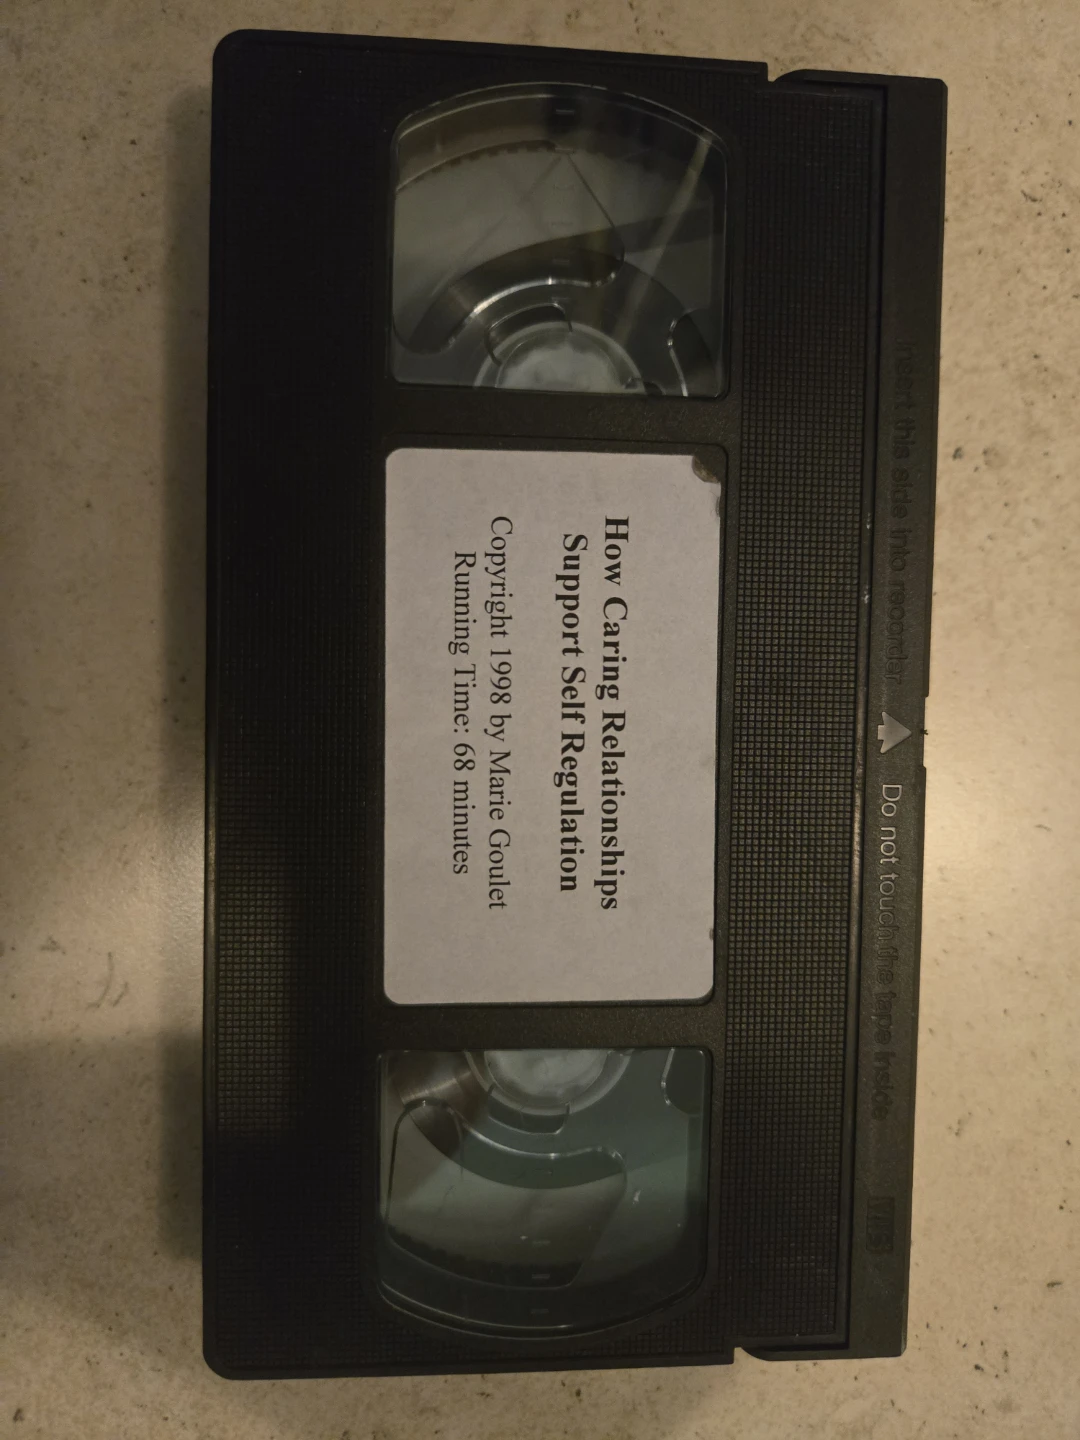 How Caring Relationships
Support Self Regulation
Copyright 1998 by Marie Goulet
Running Time: 68 minutes
Insert this side into recorder
Do not touch the tape inside
VHS